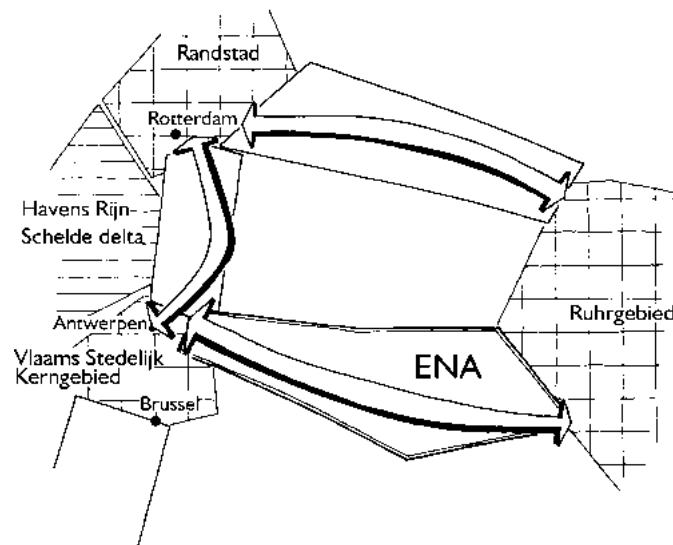 Randstad
Rotterdam
Havens Rijn
Schelde delta
Antwerpen
Ruhrgebied
Vlaams Stedelijk
Kerngebied
ENA
Brussel